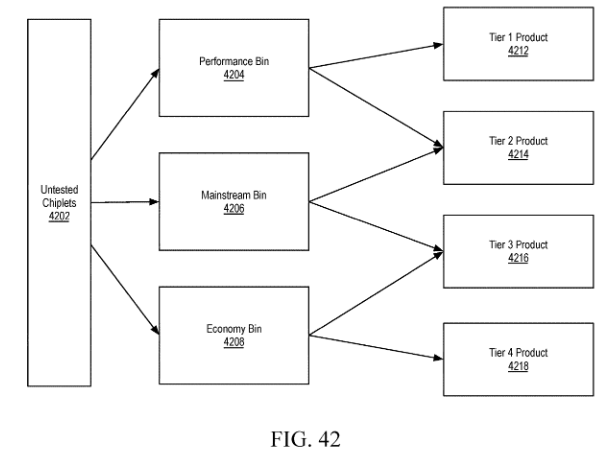 Untested
Chiplets
4202
Performance Bin
4204
Mainstream Bin
4206
Economy Bin
4208
Tier 1 Product
4212
Tier 2 Product
4214
Tier 3 Product
4216
Tier 4 Product
4218
FIG. 42